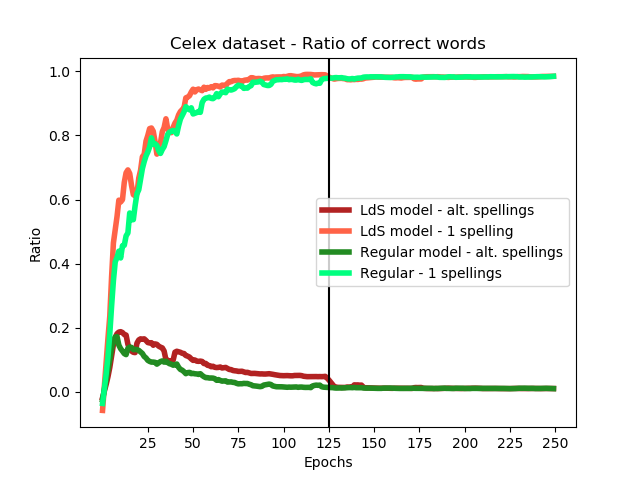 Celex dataset - Ratio of correct words
1.0
0.8
0.6
0.4
0.2
0.0
Ratio
LdS model - alt. spellings
LdS model - 1 spelling
Regular model - alt. spellings
Regular - 1 spellings
25 50 75 100 125 150 175 200 225 250
Epochs